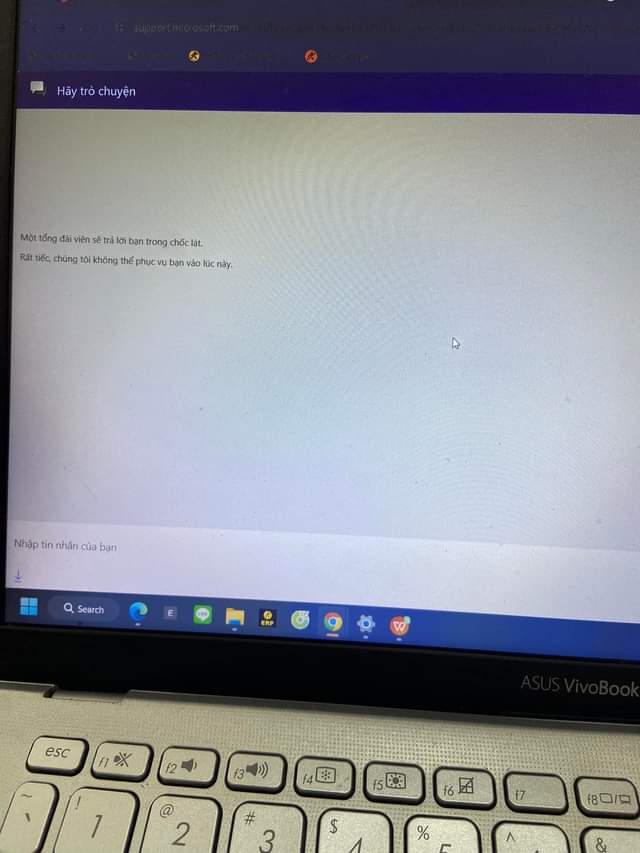 support.microsoft.com
Hãy trò chuyện
Một tổng đài viên sẽ trả lời bạn trong chốc lát.
Rất tiếc, chúng tôi không thể phục vụ bạn vào lúc này.
Nhập tin nhắn của bạn
Search
E
ERP
W
ASUS VivoBook
esc
f1
f2
f3
f4
f5
f6
f7
f8
~
! 1
@ 2
# 3
$ 4
% 5
^
&